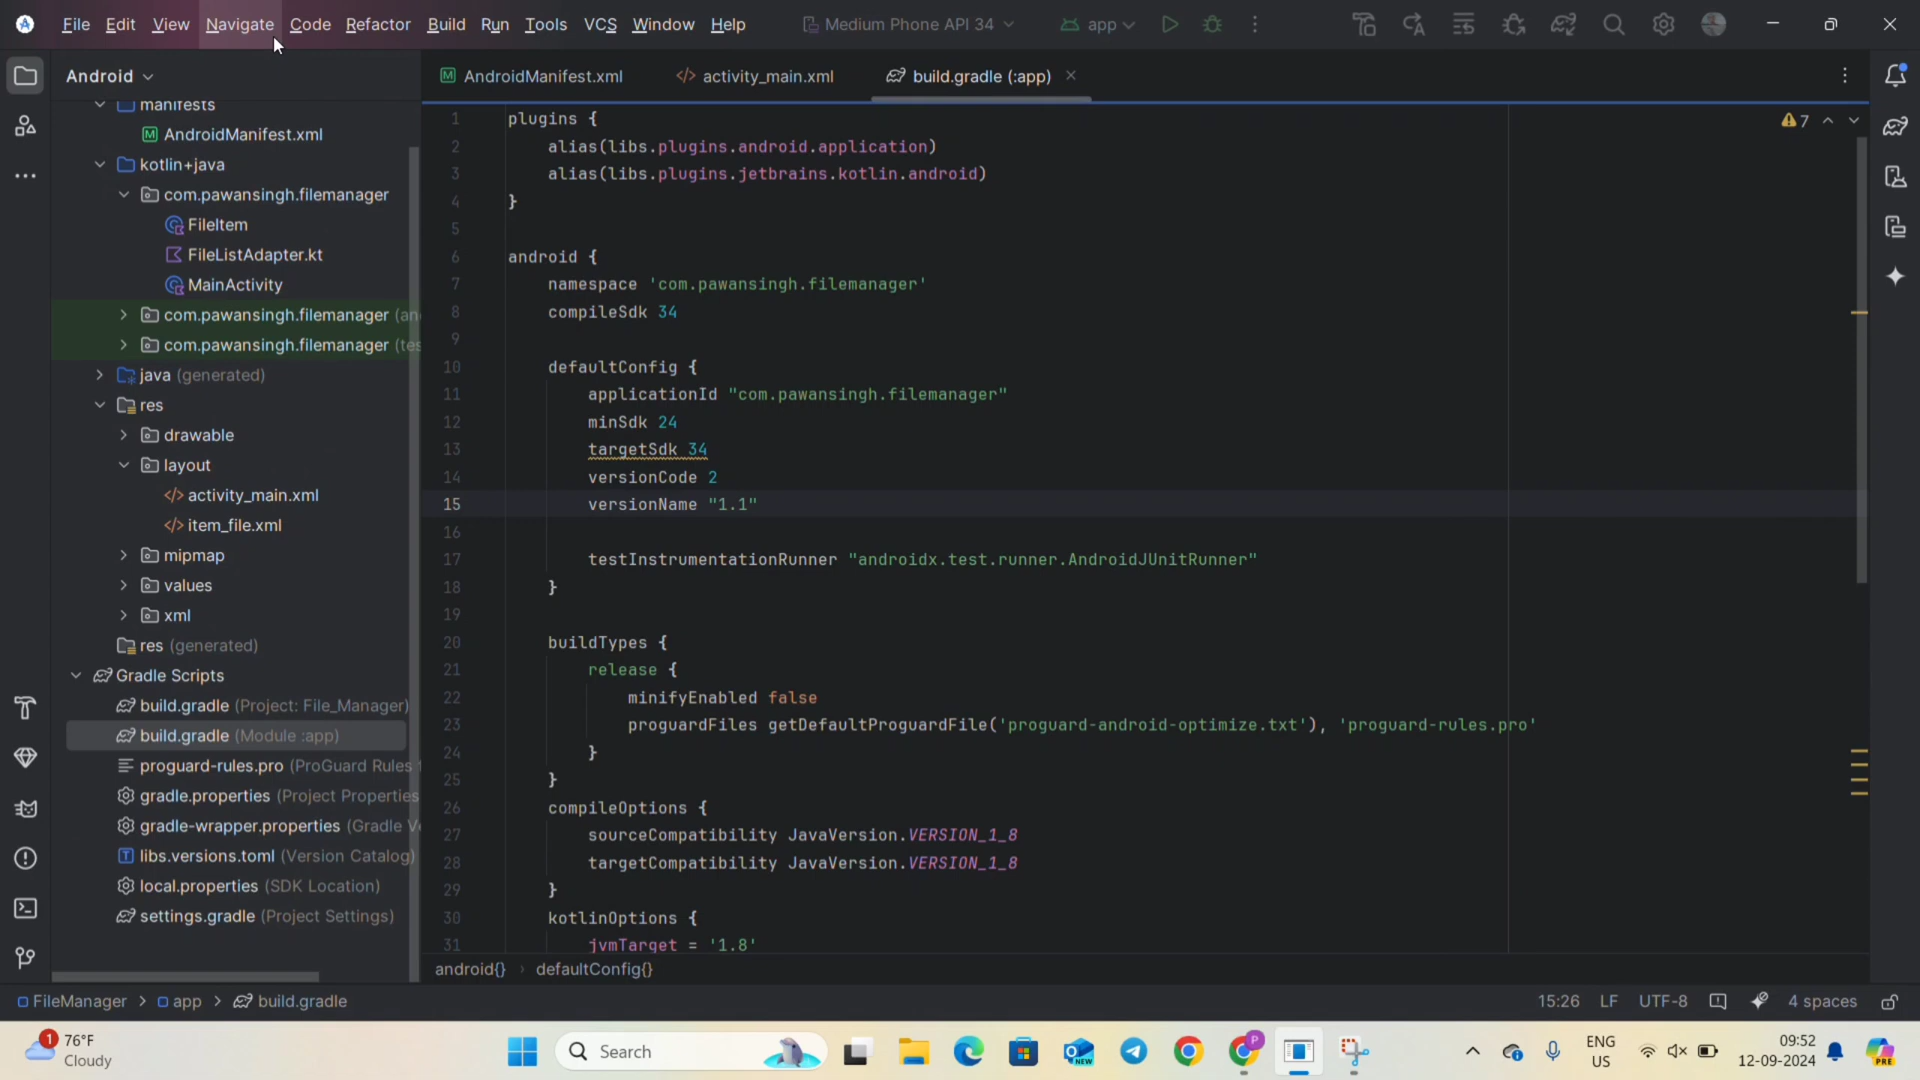 File Edit View Navigate Code Refactor Build Run Tools VCS Window Help Medium Phone API 34 app
Android
AndroidManifest.xml activity_main.xml build.gradle (:app)
manifests
AndroidManifest.xml
kotlin+java
com.pawansingh.filemanager
FileItem
FileListAdapter.kt
MainActivity
com.pawansingh.filemanager (an
com.pawansingh.filemanager (tes
java (generated)
res
drawable
layout
activity_main.xml
item_file.xml
mipmap
values
xml
res (generated)
Gradle Scripts
build.gradle (Project: File_Manager)
build.gradle (Module :app)
proguard-rules.pro (ProGuard Rules
gradle.properties (Project Properties
gradle-wrapper.properties (Gradle V
libs.versions.toml (Version Catalog)
local.properties (SDK Location)
settings.gradle (Project Settings)
7
1 plugins {
2 alias(libs.plugins.android.application)
3 alias(libs.plugins.jetbrains.kotlin.android)
4 }
5
6 android {
7 namespace 'com.pawansingh.filemanager'
8 compileSdk 34
9
10 defaultConfig {
11 applicationId "com.pawansingh.filemanager"
12 minSdk 24
13 targetSdk 34
14 versionCode 2
15 versionName "1.1"
16
17 testInstrumentationRunner "androidx.test.runner.AndroidJUnitRunner"
18 }
19
20 buildTypes {
21 release {
22 minifyEnabled false
23 proguardFiles getDefaultProguardFile('proguard-android-optimize.txt'), 'proguard-rules.pro'
24 }
25 }
26 compileOptions {
27 sourceCompatibility JavaVersion.VERSION_1_8
28 targetCompatibility JavaVersion.VERSION_1_8
29 }
30 kotlinOptions {
31 jvmTarget = '1.8'
android{} › defaultConfig{}
FileManager > app > build.gradle 15:26 LF UTF-8 4 spaces
1 76°F
Cloudy
Search
NEW
P
ENG
US
09:52
12-09-2024
PRE